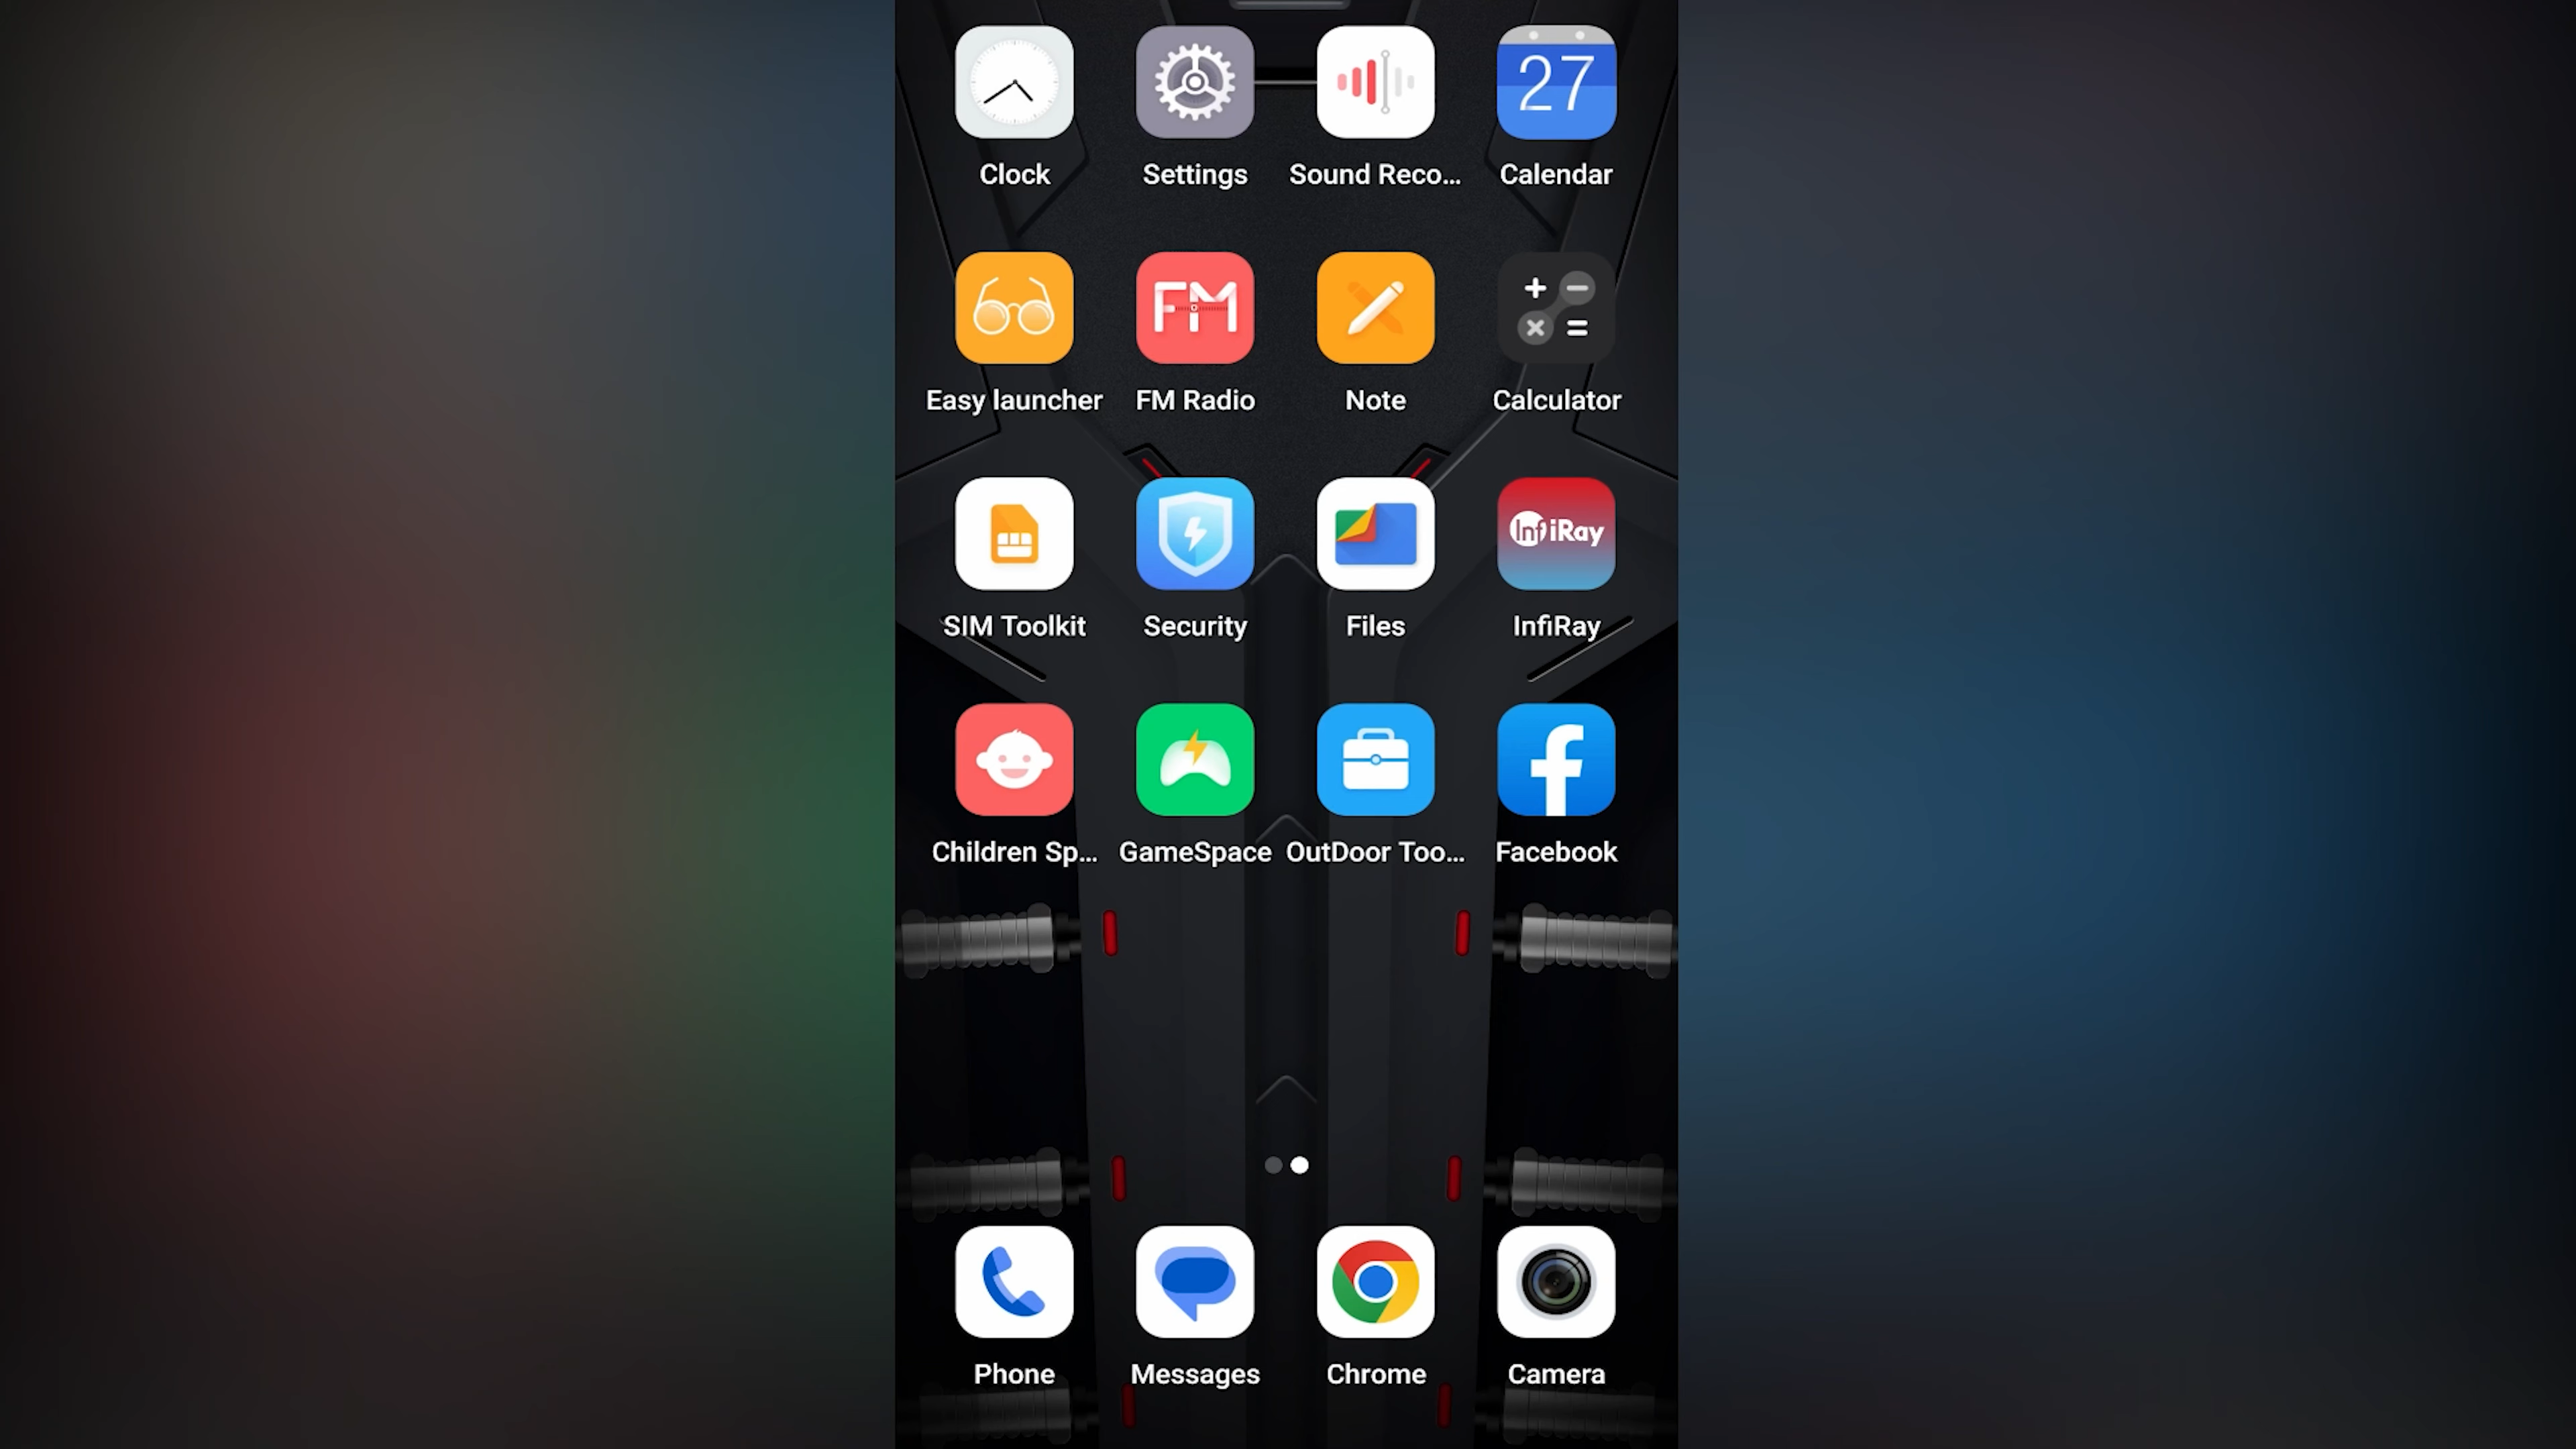 27
Clock Settings Sound Reco... Calendar
FM
Easy launcher FM Radio Note Calculator
InfiRay
SIM Toolkit Security Files InfiRay
Children Sp... GameSpace OutDoor Too... Facebook
Phone Messages Chrome Camera